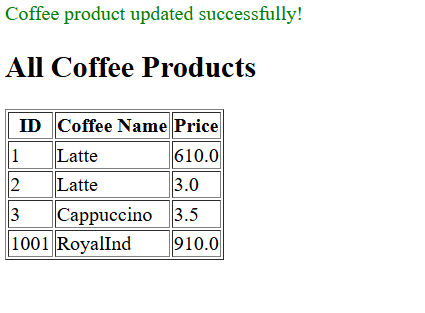 Coffee product updated successfully!
All Coffee Products
ID Coffee Name Price
1 Latte 610.0
2 Latte 3.0
3 Cappuccino 3.5
1001 RoyalInd 910.0